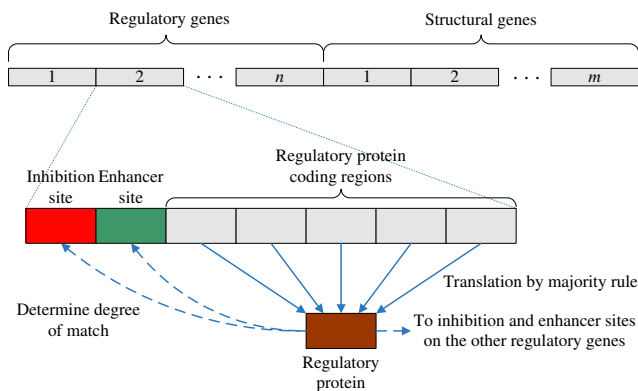 Regulatory genes
Structural genes
1 2 ... n 1 2 ... m
Regulatory protein
coding regions
Inhibition Enhancer
site site
Translation by majority rule
Determine degree
of match
To inhibition and enhancer sites
on the other regulatory genes
Regulatory
protein